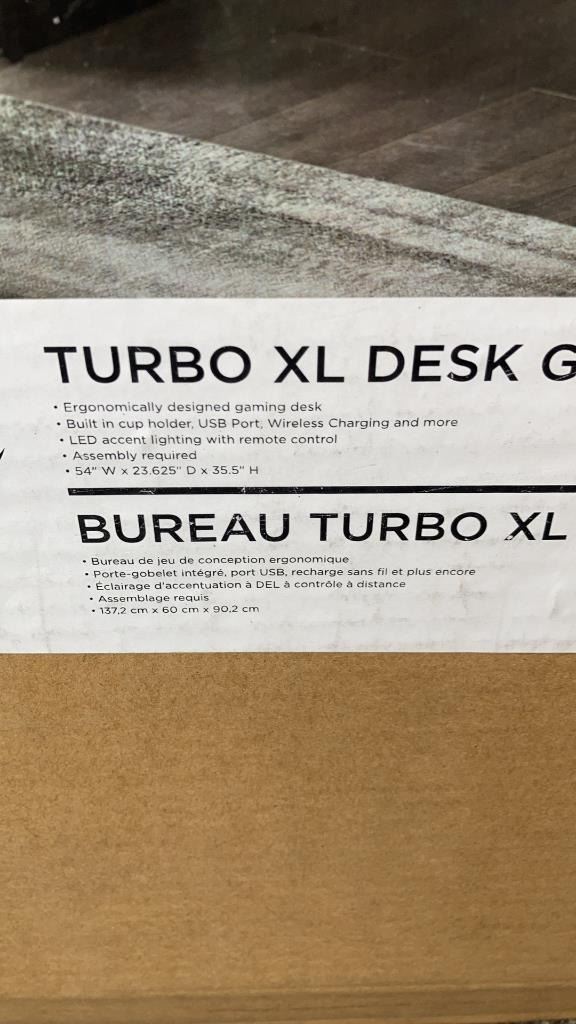 TURBO XL DESK G
• Ergonomically designed gaming desk
• Built in cup holder, USB Port, Wireless Charging and more
• LED accent lighting with remote control
• Assembly required
• 54" W x 23.625" D x 35.5" H
BUREAU TURBO XL
• Bureau de jeu de conception ergonomique
• Porte-gobelet intégré, port USB, recharge sans fil et plus encore
• Éclairage d'accentuation à DEL à contrôle à distance
• Assemblage requis
• 137,2 cm x 60 cm x 90,2 cm